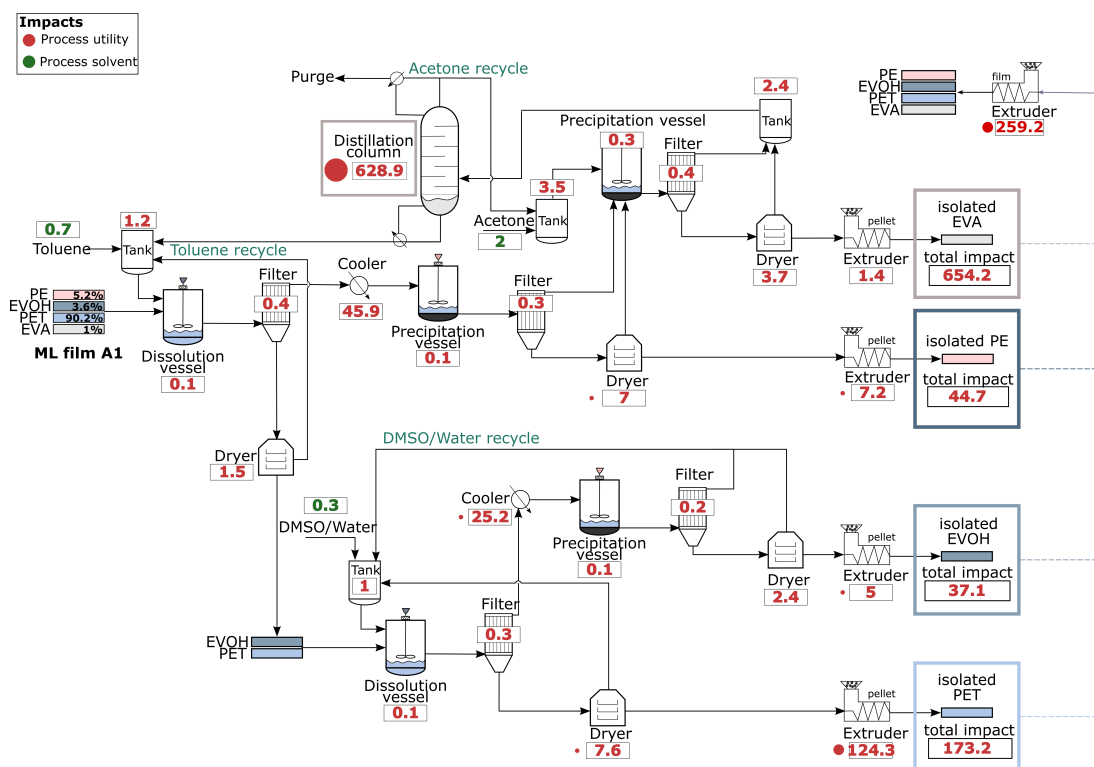 Impacts
Process utility
Process solvent
Purge
Acetone recycle
Distillation
column
628.9
Precipitation vessel
0.3
Filter
0.4
2.4
Tank
PE
EVOH
PET
EVA
film
Extruder
259.2
3.5
Acetone
2
Tank
0.7
Toluene
1.2
Tank
Toluene recycle
Filter
0.4
Cooler
45.9
Precipitation
vessel
0.1
0.3
Dryer
3.7
pellet
Extruder
1.4
isolated
EVA
total impact
654.2
PE 5.2%
EVOH 3.6%
PET 90.2%
EVA 1%
ML film A1
Dissolution
vessel
0.1
Filter
Dryer
7
pellet
Extruder
7.2
isolated PE
total impact
44.7
Dryer
1.5
DMSO/Water recycle
0.3
DMSO/Water
Tank
1
Cooler
25.2
Precipitation
vessel
0.1
Filter
0.2
Dryer
2.4
pellet
Extruder
5
isolated
EVOH
total impact
37.1
EVOH
PET
Dissolution
vessel
0.1
Filter
0.3
Dryer
7.6
pellet
Extruder
124.3
isolated
PET
total impact
173.2